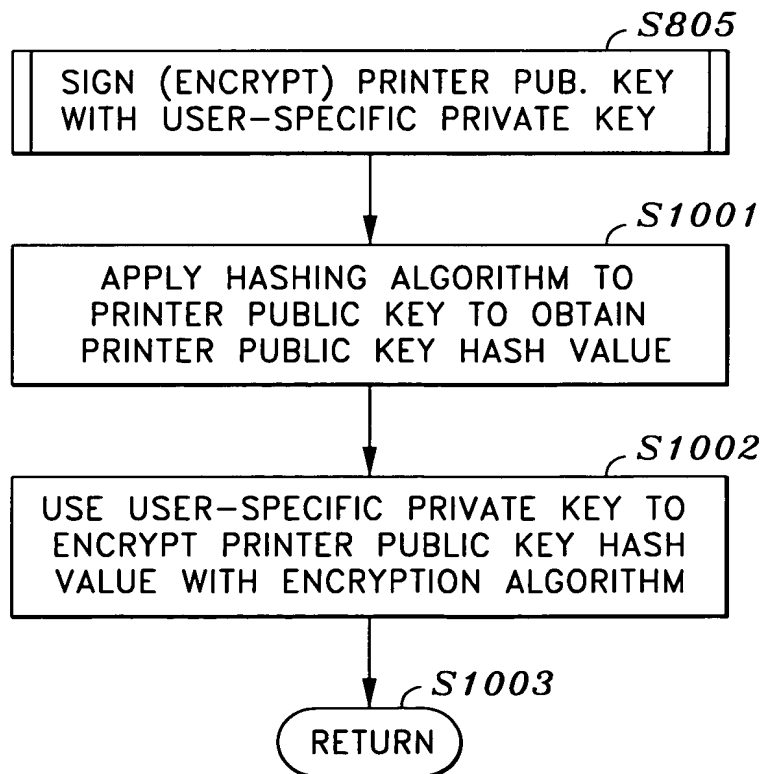 S805
SIGN (ENCRYPT) PRINTER PUB. KEY
WITH USER-SPECIFIC PRIVATE KEY
S1001
APPLY HASHING ALGORITHM TO
PRINTER PUBLIC KEY TO OBTAIN
PRINTER PUBLIC KEY HASH VALUE
S1002
USE USER-SPECIFIC PRIVATE KEY TO
ENCRYPT PRINTER PUBLIC KEY HASH
VALUE WITH ENCRYPTION ALGORITHM
S1003
RETURN